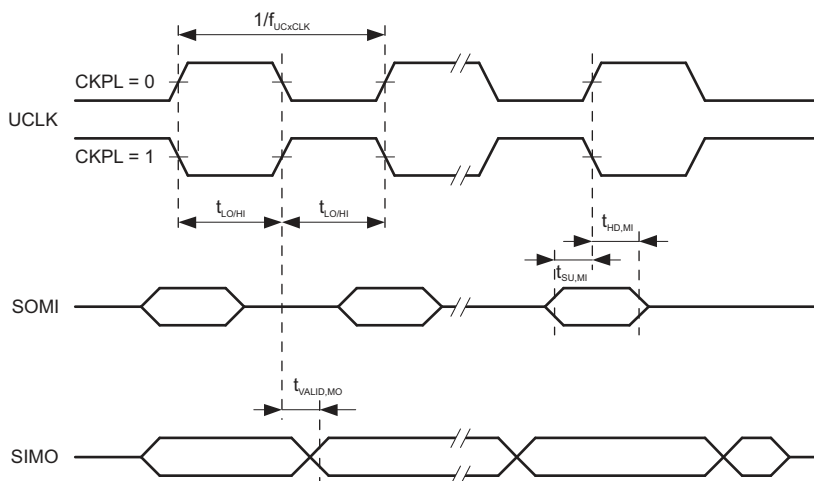 1/fUCxCLK
CKPL = 0
UCLK
CKPL = 1
tLO/HI tLO/HI
tHD,MI
tSU,MI
SOMI
tVALID,MO
SIMO